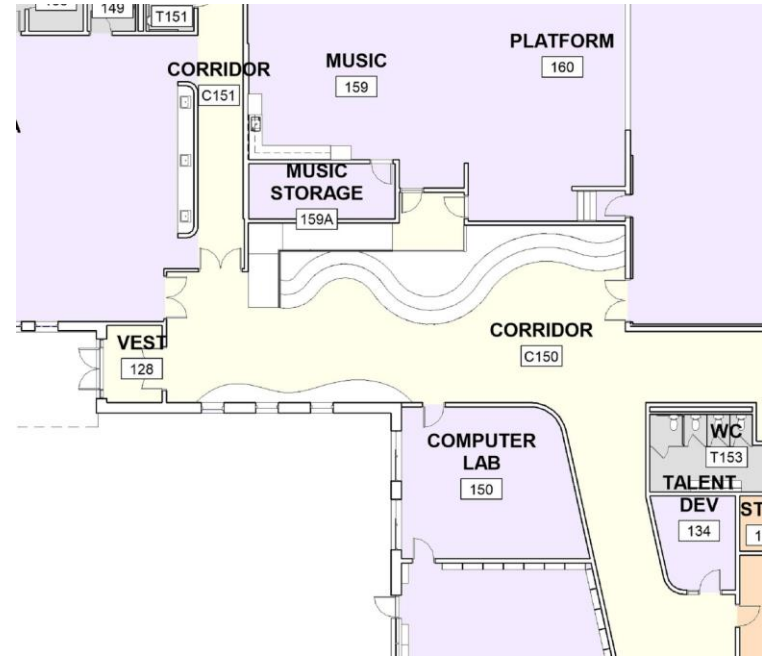 149
T151
CORRIDOR
C151
MUSIC
159
PLATFORM
160
MUSIC
STORAGE
159A
CORRIDOR
C150
VEST
128
COMPUTER
LAB
150
WC
T153
TALENT
DEV
134
ST
1